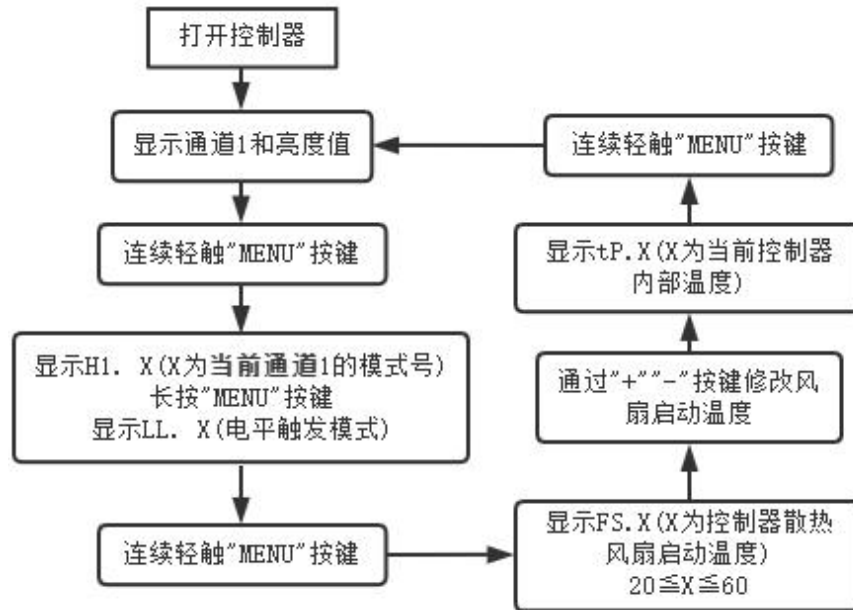 打开控制器
显示通道1和亮度值
连续轻触"MENU"按键
显示H1. X(X为当前通道1的模式号)
长按"MENU"按键
显示LL. X(电平触发模式)
连续轻触"MENU"按键
显示FS.X(X为控制器散热
风扇启动温度)
20≦X≦60
通过"+""-"按键修改风
扇启动温度
显示tP.X(X为当前控制器
内部温度)
连续轻触"MENU"按键